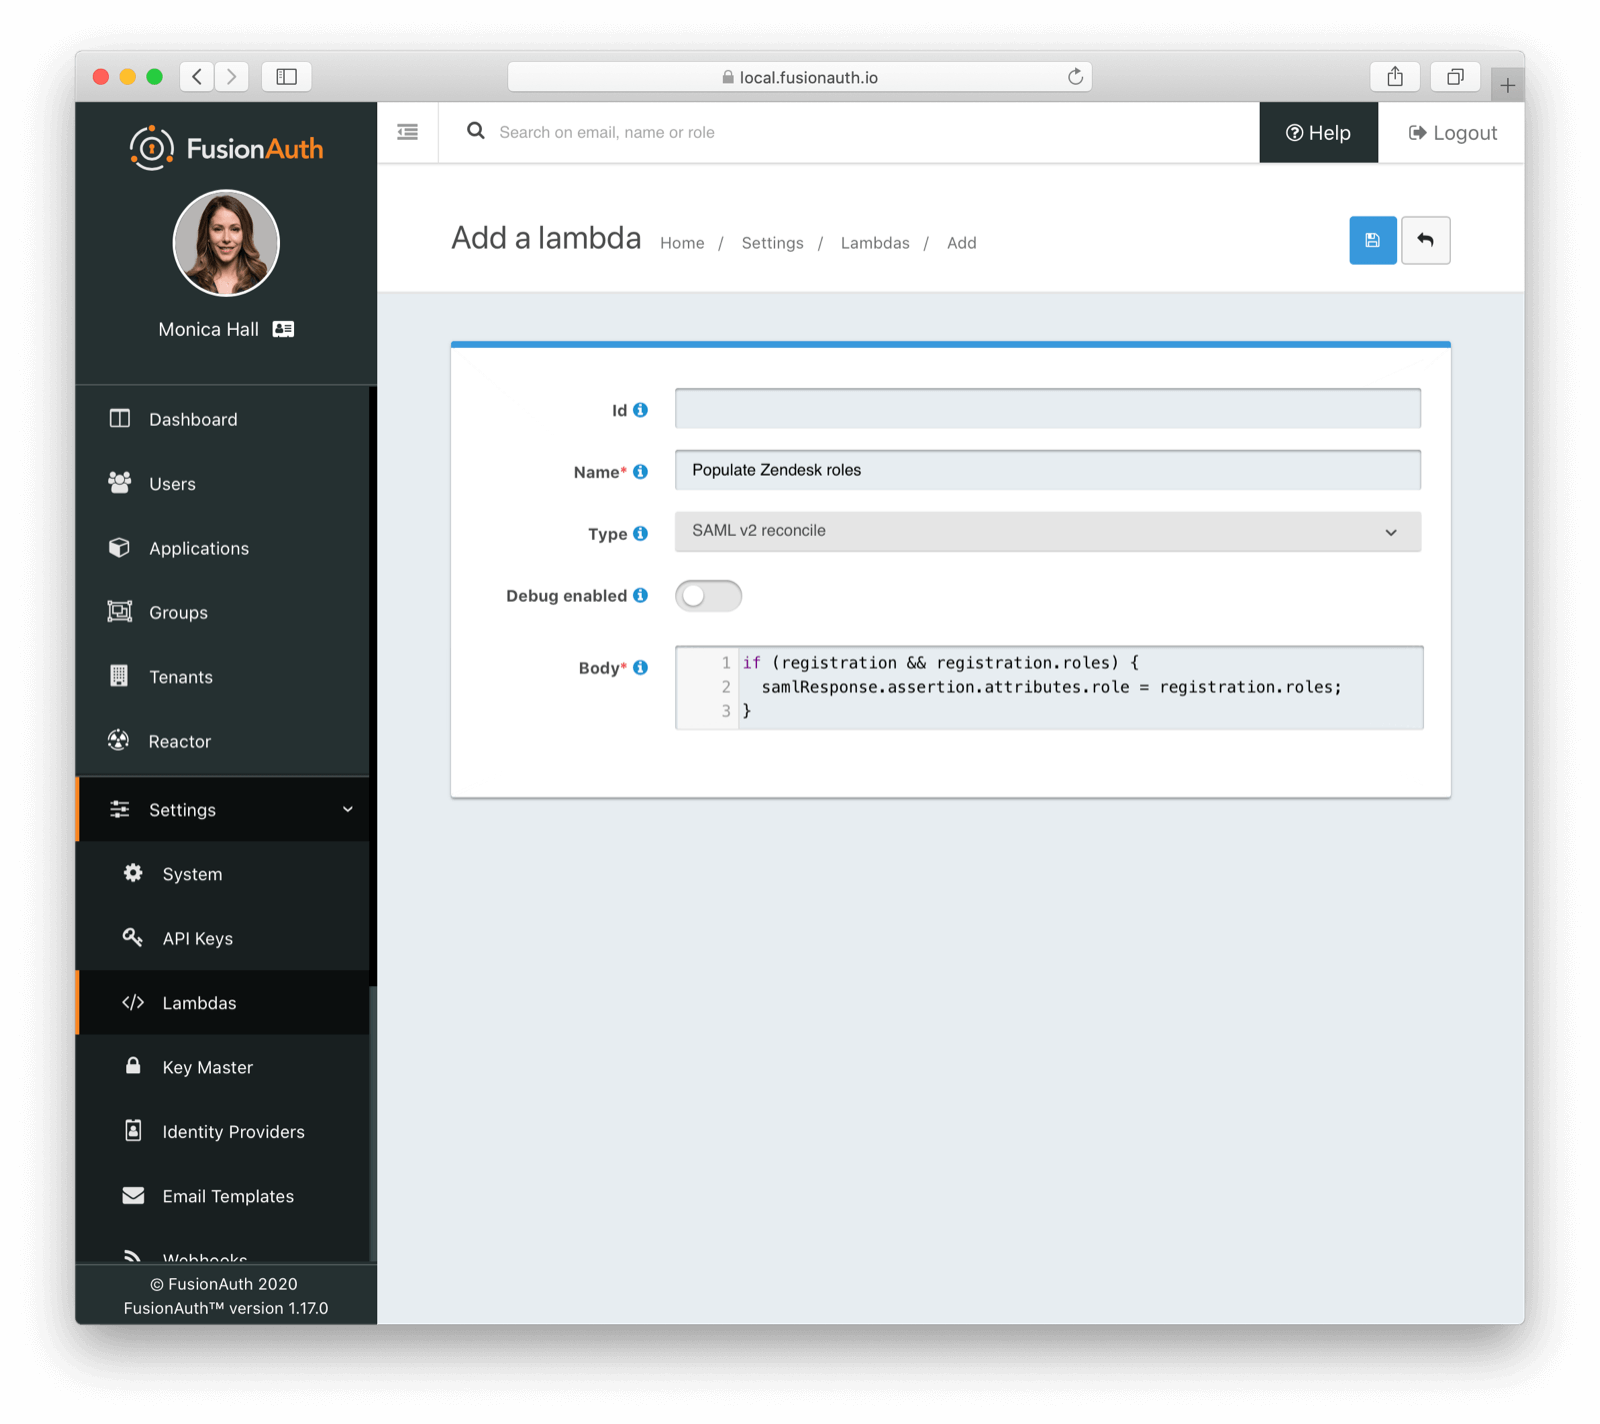 local.fusionauth.io
FusionAuth
Search on email, name or role
Help
Logout
Monica Hall
Add a lambda
Home / Settings / Lambdas / Add
Dashboard
Users
Applications
Groups
Tenants
Reactor
Settings
System
API Keys
Lambdas
Key Master
Identity Providers
Email Templates
Webhooks
© FusionAuth 2020
FusionAuth™ version 1.17.0
Id
Name* Populate Zendesk roles
Type SAML v2 reconcile
Debug enabled
Body*
1 if (registration && registration.roles) {
2 samlResponse.assertion.attributes.role = registration.roles;
3 }